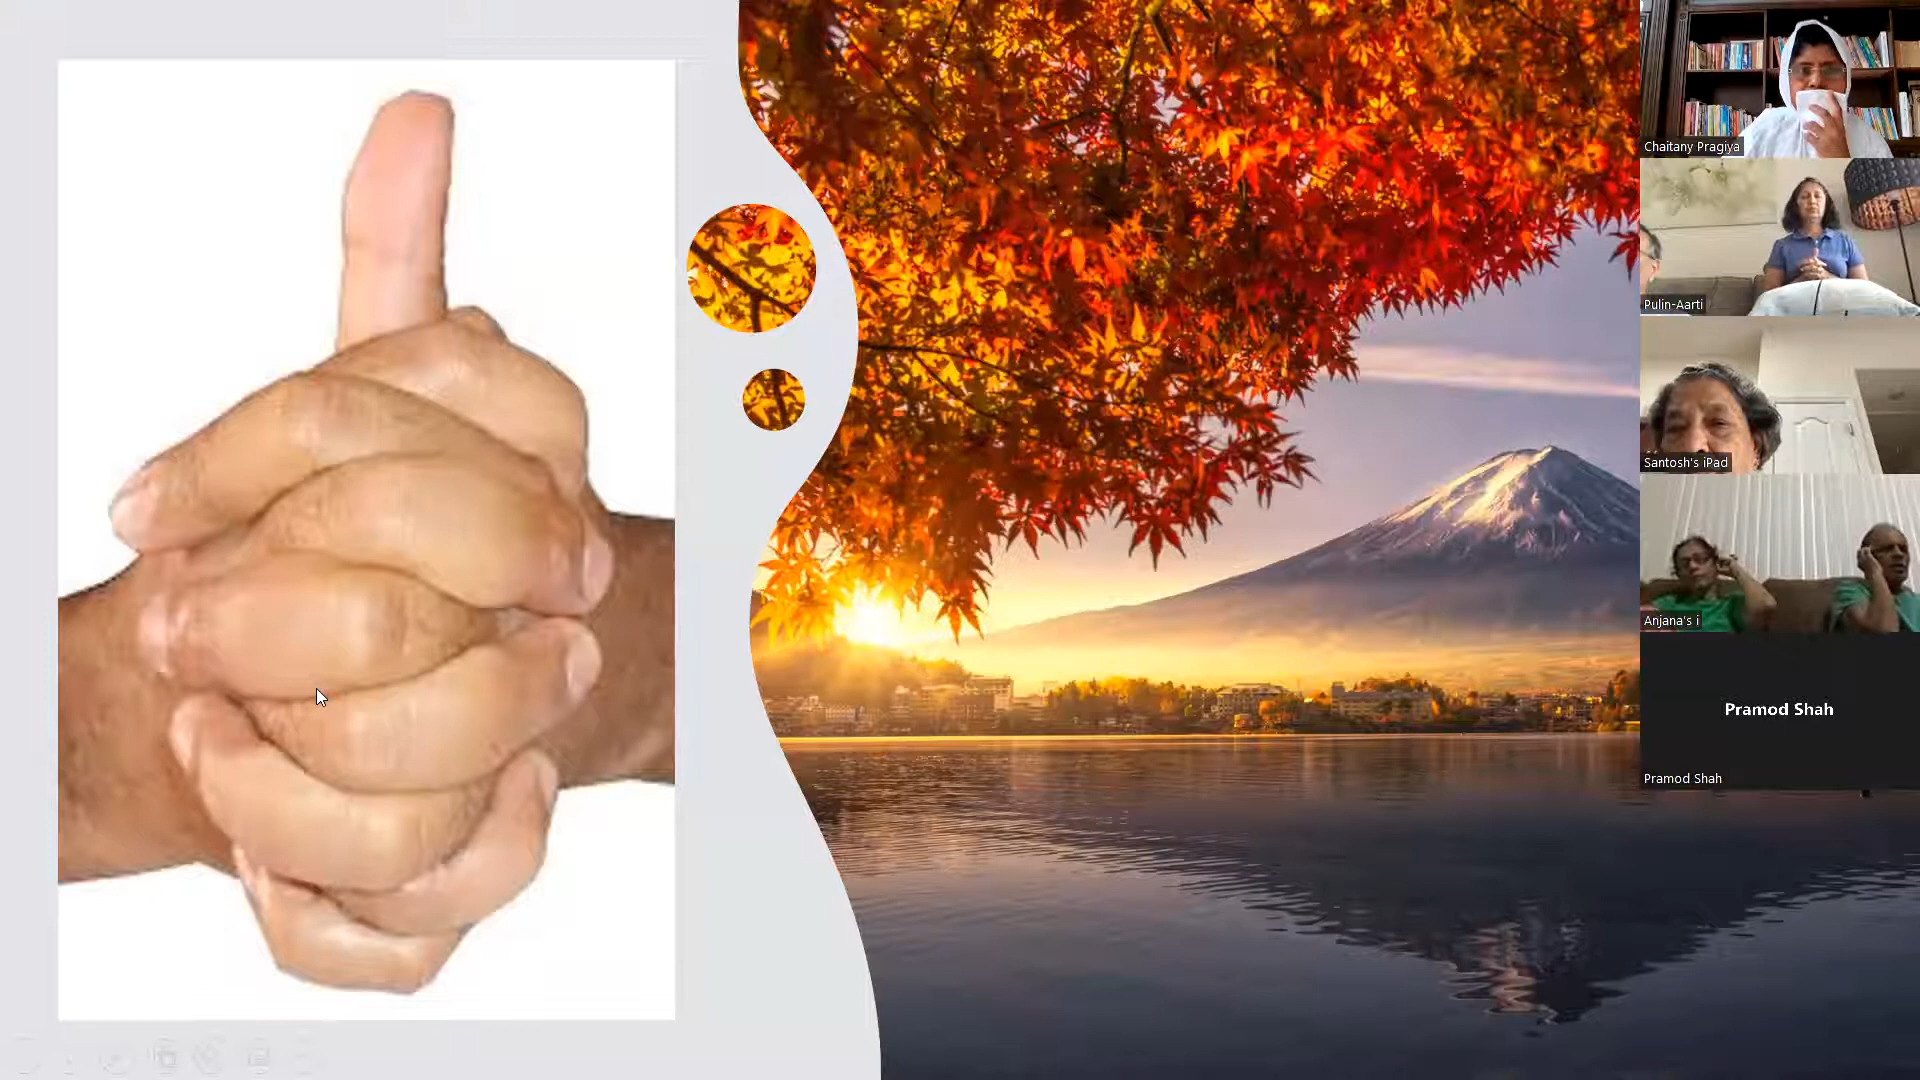 Chaitany Pragiya
Pulin-Aarti
Santosh's iPad
Anjana's i
Pramod Shah
Pramod Shah